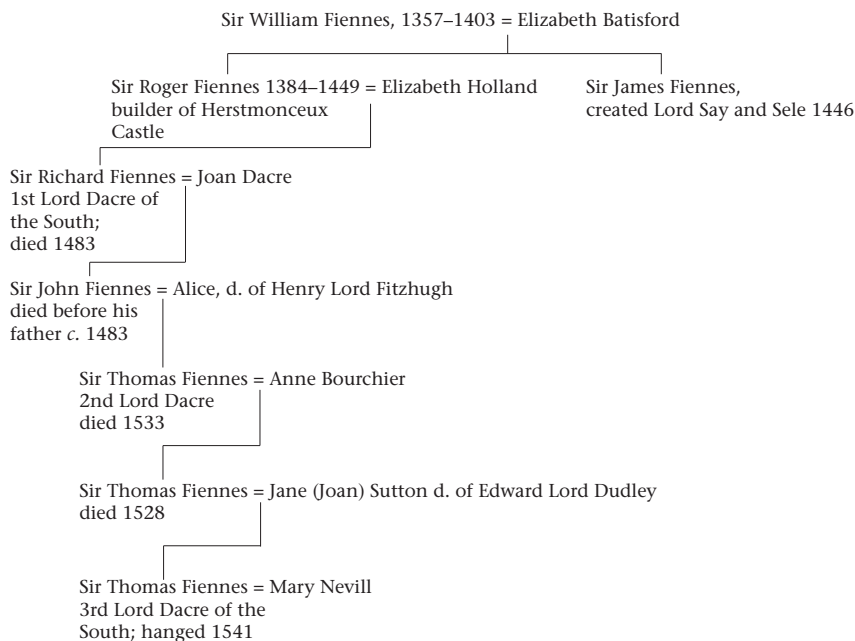 Sir William Fiennes, 1357–1403 = Elizabeth Batisford
Sir Roger Fiennes 1384–1449 = Elizabeth Holland
builder of Herstmonceux
Castle
Sir James Fiennes,
created Lord Say and Sele 1446
Sir Richard Fiennes = Joan Dacre
1st Lord Dacre of
the South;
died 1483
Sir John Fiennes = Alice, d. of Henry Lord Fitzhugh
died before his
father c. 1483
Sir Thomas Fiennes = Anne Bourchier
2nd Lord Dacre
died 1533
Sir Thomas Fiennes = Jane (Joan) Sutton d. of Edward Lord Dudley
died 1528
Sir Thomas Fiennes = Mary Nevill
3rd Lord Dacre of the
South; hanged 1541